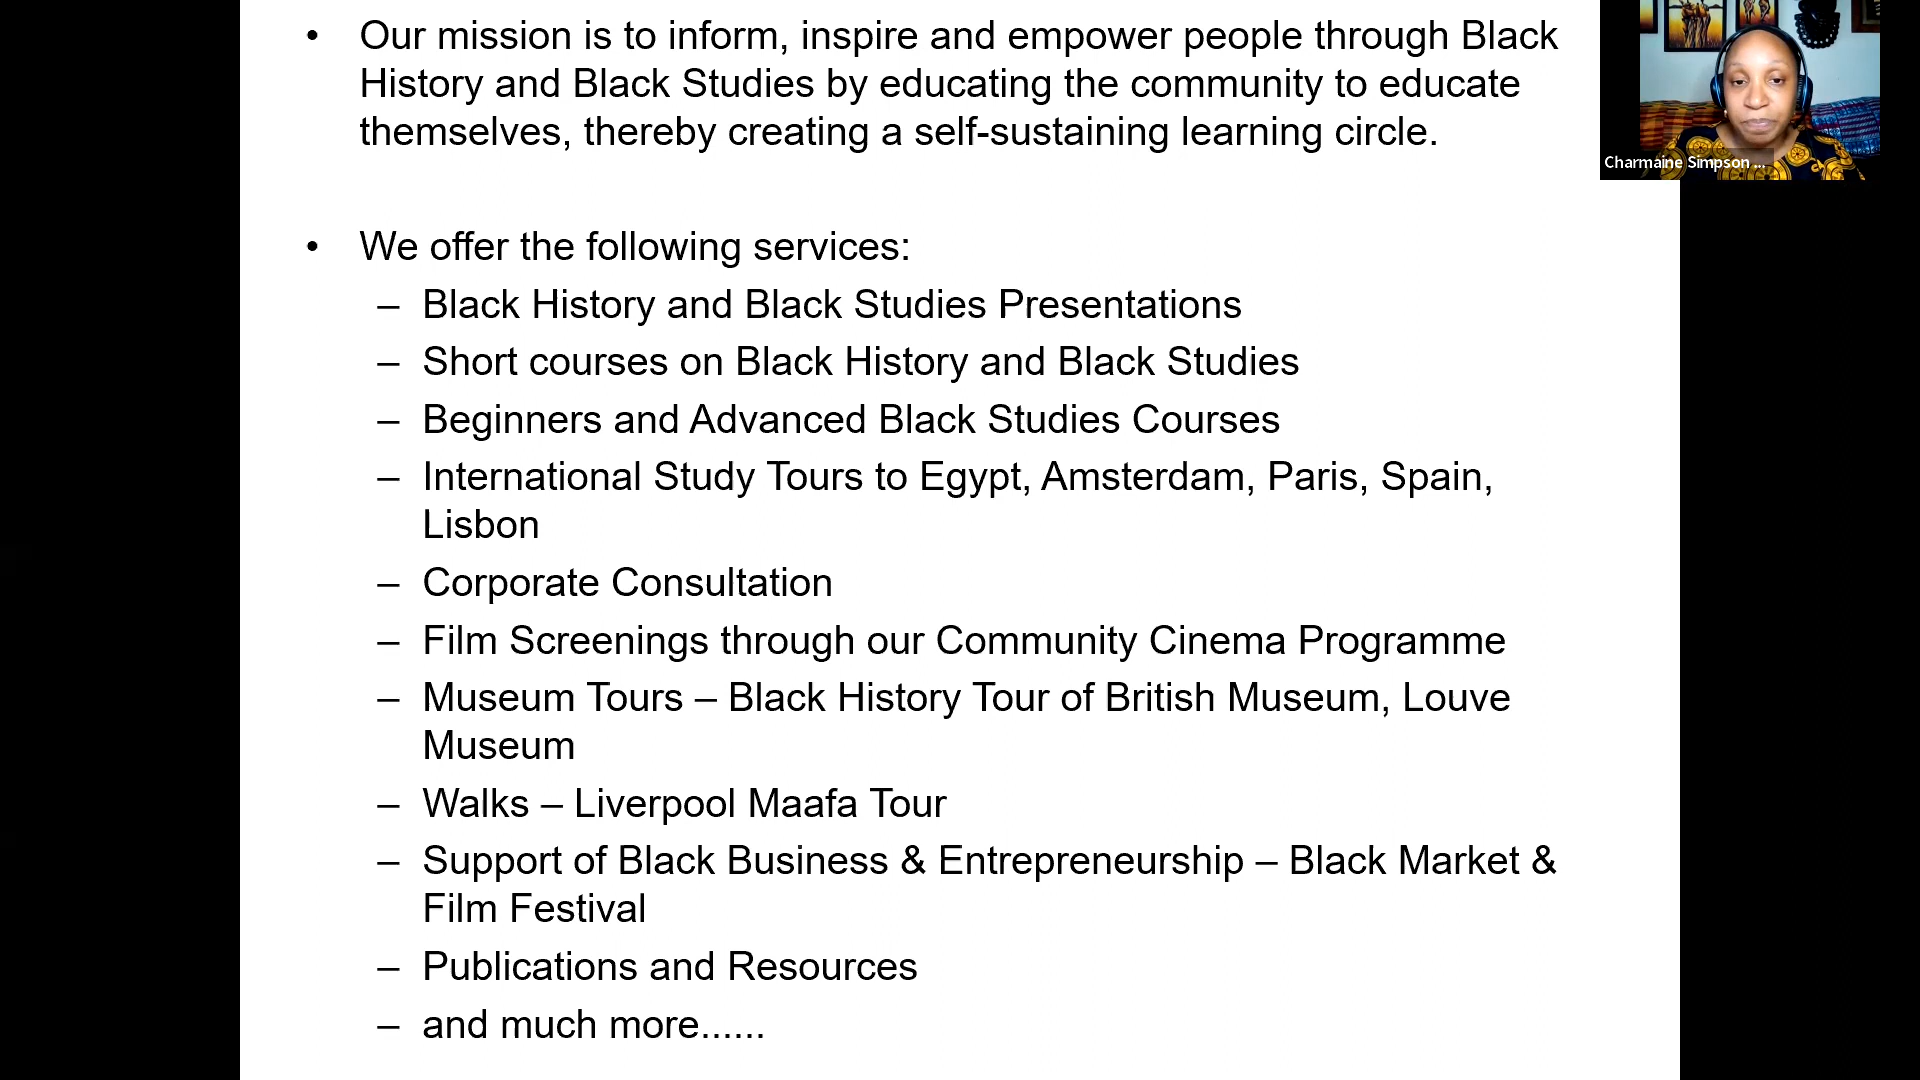 • Our mission is to inform, inspire and empower people through Black
History and Black Studies by educating the community to educate
themselves, thereby creating a self-sustaining learning circle.
• We offer the following services:
– Black History and Black Studies Presentations
– Short courses on Black History and Black Studies
– Beginners and Advanced Black Studies Courses
– International Study Tours to Egypt, Amsterdam, Paris, Spain,
Lisbon
– Corporate Consultation
– Film Screenings through our Community Cinema Programme
– Museum Tours – Black History Tour of British Museum, Louve
Museum
– Walks – Liverpool Maafa Tour
– Support of Black Business & Entrepreneurship – Black Market &
Film Festival
– Publications and Resources
– and much more......
Charmaine Simpson ...